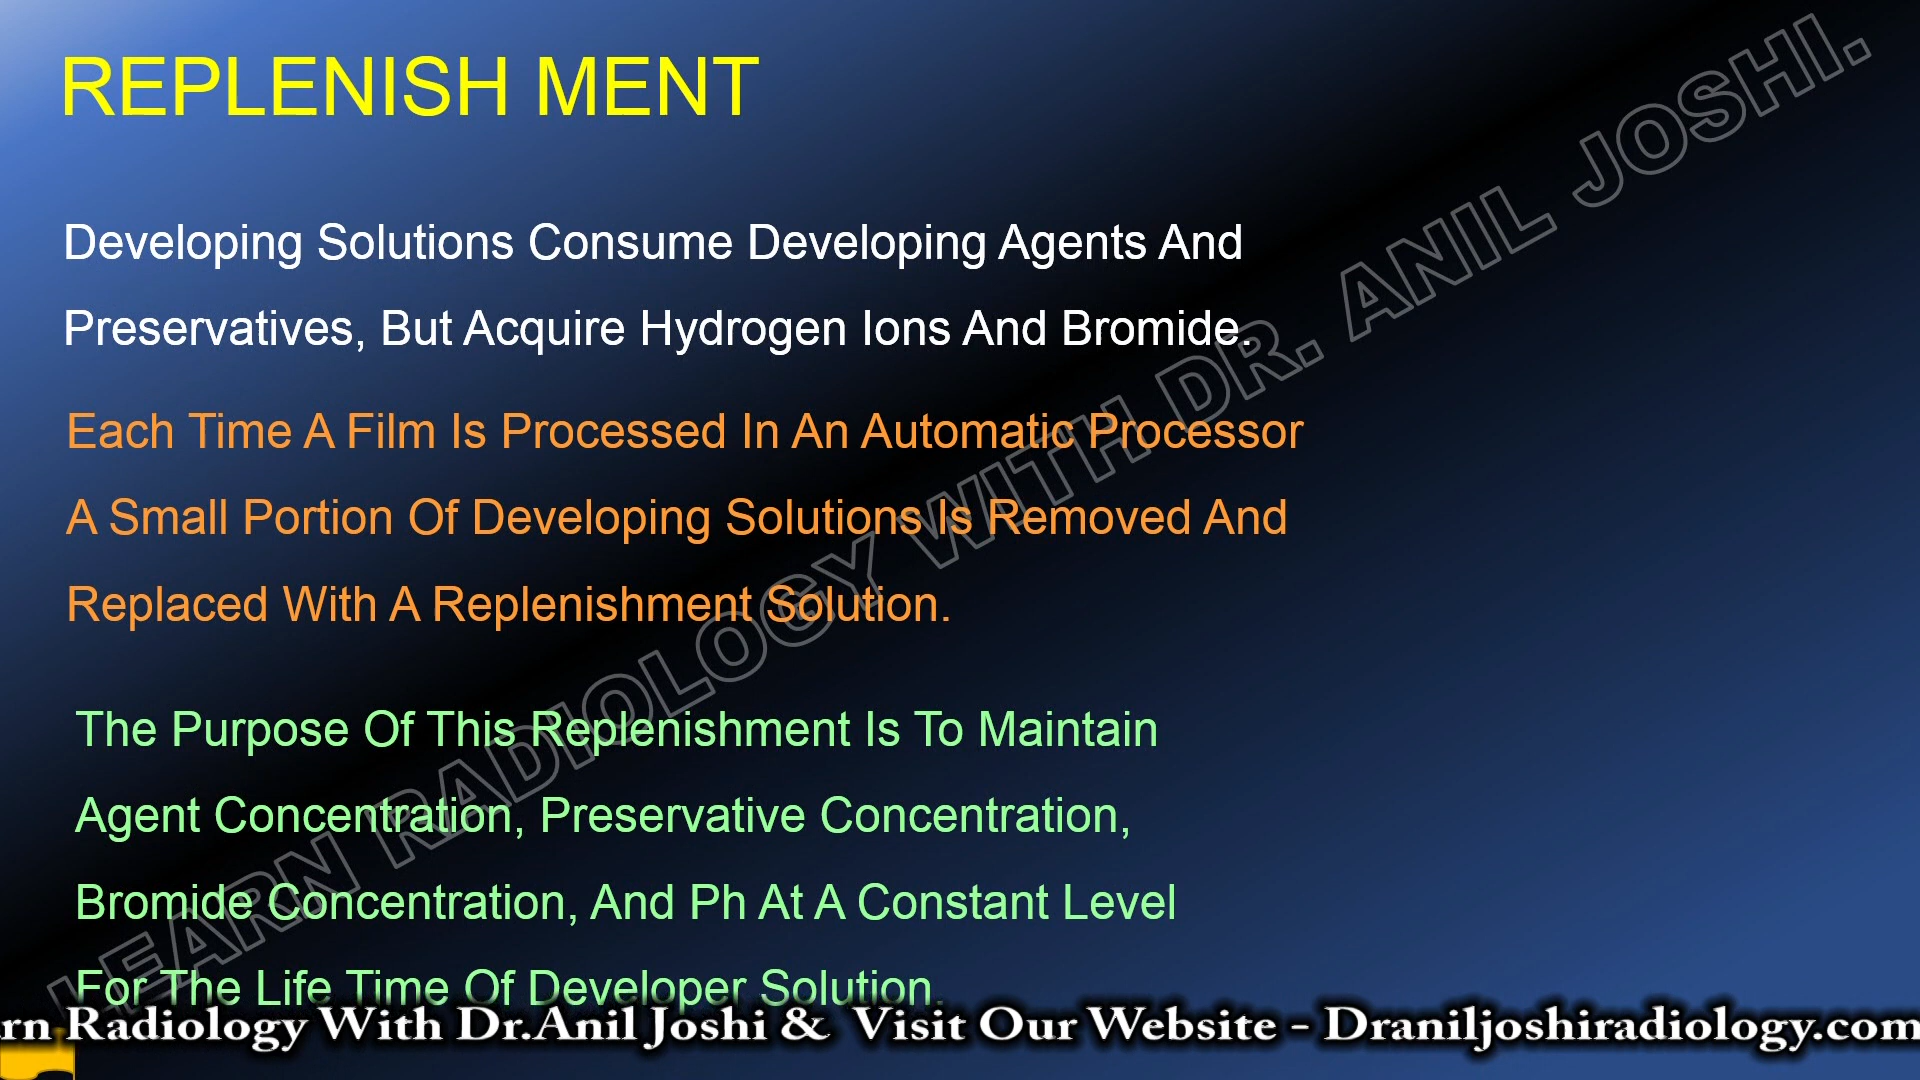 REPLENISH MENT
Developing Solutions Consume Developing Agents And
Preservatives, But Acquire Hydrogen Ions And Bromide.
Each Time A Film Is Processed In An Automatic Processor
A Small Portion Of Developing Solutions Is Removed And
Replaced With A Replenishment Solution.
The Purpose Of This Replenishment Is To Maintain
Agent Concentration, Preservative Concentration,
Bromide Concentration, And Ph At A Constant Level
For The Life Time Of Developer Solution.
LEARN RADIOLOGY WITH DR. ANIL JOSHI.
rn Radiology With Dr.Anil Joshi & Visit Our Website - Draniljoshiradiology.com